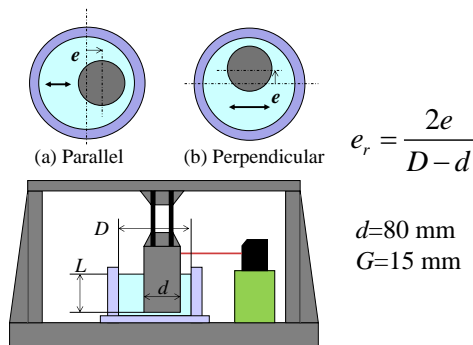 e
e
(a) Parallel
(b) Perpendicular
e_r = 2e / (D − d)
D
L
d
d=80 mm
G=15 mm